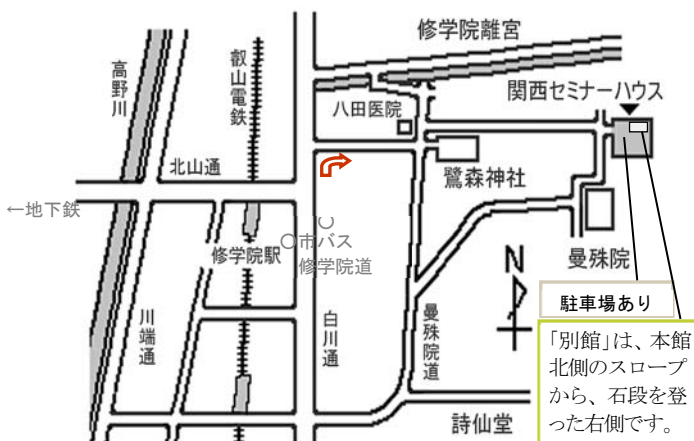 修学院離宮
高野川
叡山電鉄
関西セミナーハウス
八田医院
北山通
鷺森神社
←地下鉄
○市バス
修学院道
修学院駅
曼殊院
N
駐車場あり
川端通
白川通
曼殊院道
「別館」は、本館
北側のスロープ
から、石段を登
った右側です。
詩仙堂